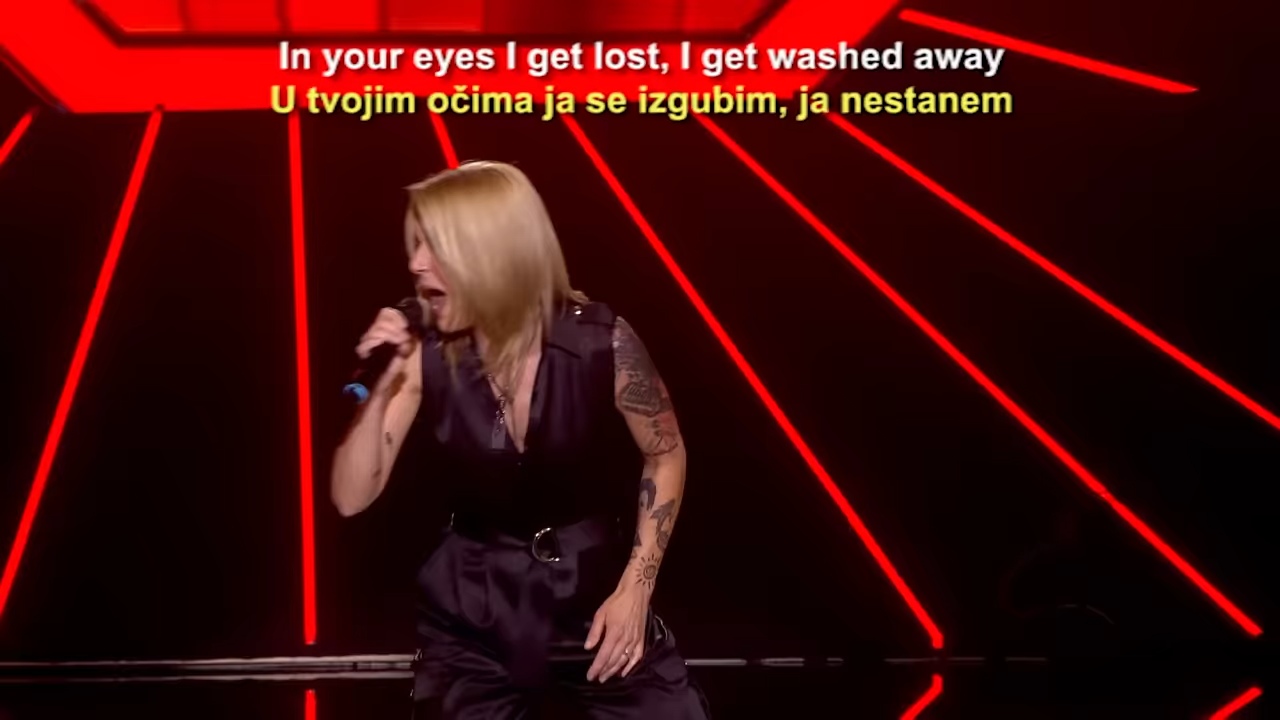 In your eyes I get lost, I get washed away
U tvojim očima ja se izgubim, ja nestanem